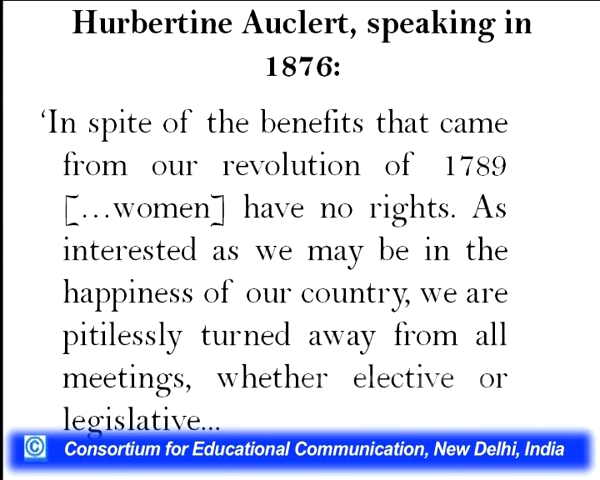 Hurbertine Auclert, speaking in
1876:
‘In spite of the benefits that came
from our revolution of 1789
[…women] have no rights. As
interested as we may be in the
happiness of our country, we are
pitilessly turned away from all
meetings, whether elective or
legislative...
© Consortium for Educational Communication, New Delhi, India